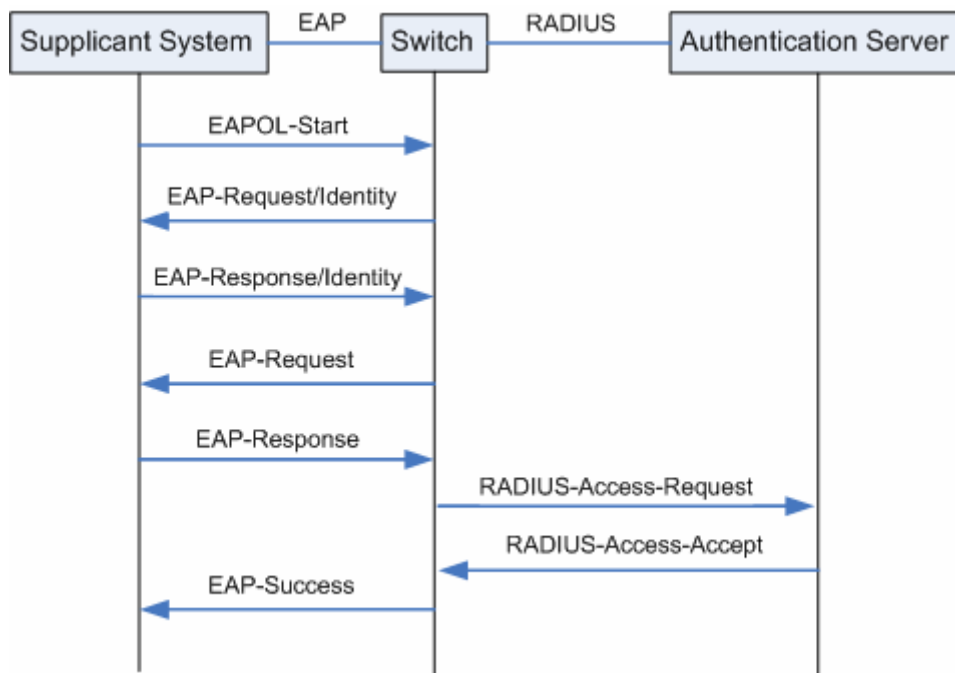 EAP
RADIUS
Supplicant System
Switch
Authentication Server
EAPOL-Start
EAP-Request/Identity
EAP-Response/Identity
EAP-Request
EAP-Response
RADIUS-Access-Request
RADIUS-Access-Accept
EAP-Success